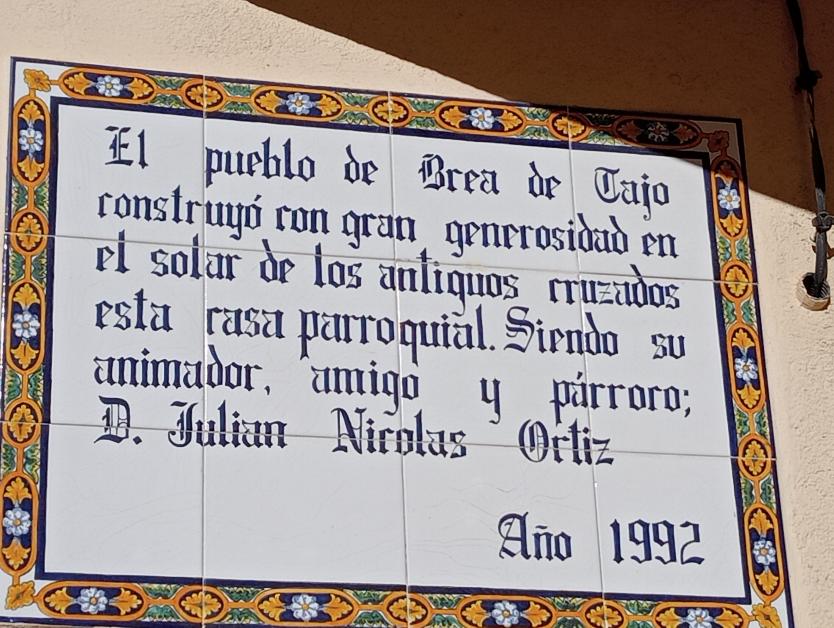 El pueblo de Brea de Tajo
construyó con gran generosidad en
el solar de los antiguos cruzados
esta casa parroquial. Siendo su
animador, amigo y párroco;
D. Julian Nicolas Ortiz
Año 1992